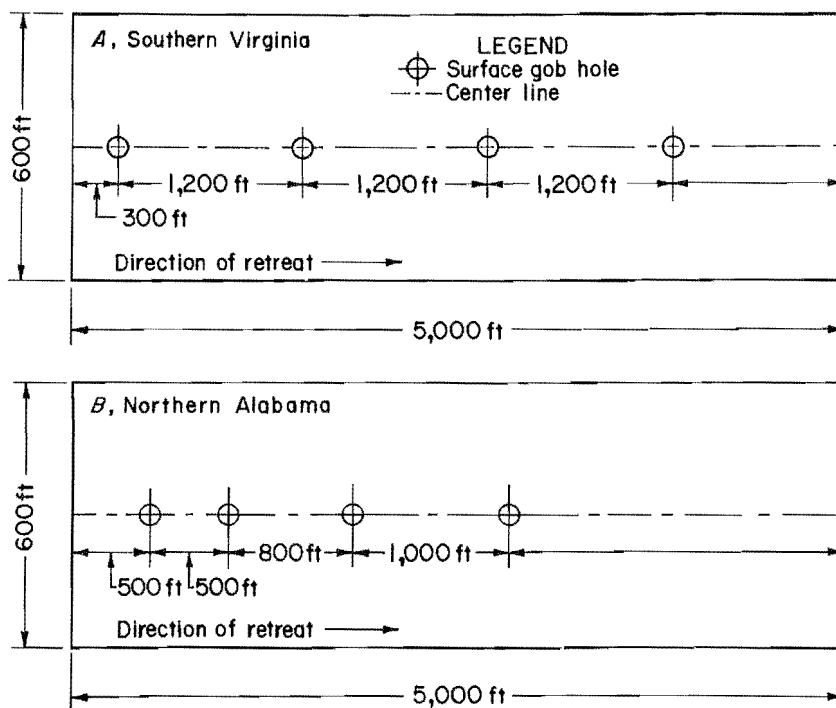 A, Southern Virginia
LEGEND
Surface gob hole
Center line
600 ft
1,200 ft
1,200 ft
1,200 ft
300 ft
Direction of retreat
5,000 ft
B, Northern Alabama
600 ft
800 ft
1,000 ft
500 ft
500 ft
Direction of retreat
5,000 ft